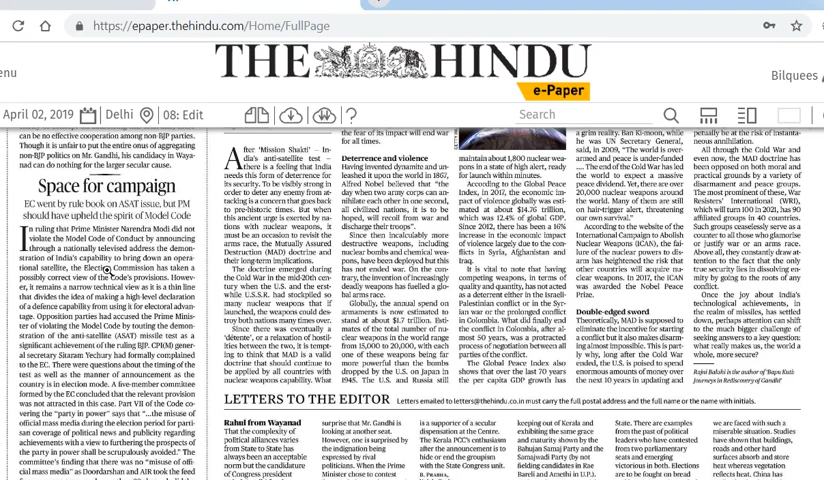 https://epaper.thehindu.com/Home/FullPage
THE HINDU
e-Paper
enu
Bilquees
April 02, 2019
Delhi
08: Edit
Search
can be no effective cooperation among non-BJP parties.
Though it is unfair to put the entire onus of aggregating
non-BJP politics on Mr. Gandhi, his candidacy in Waya-
nad can do nothing for the larger secular cause.
Space for campaign
EC went by rule book on ASAT issue, but PM
should have upheld the spirit of Model Code
In ruling that Prime Minister Narendra Modi did not
violate the Model Code of Conduct by announcing
through a nationally televised address the demon-
stration of India's capability to bring down an opera-
tional satellite, the Election Commission has taken a
possibly correct view of the Code's provisions. Howev-
er, it remains a narrow technical view as it is a thin line
that divides the idea of making a high-level declaration
of a defence capability from using it for electoral advan-
tage. Opposition parties had accused the Prime Minis-
ter of violating the Model Code by touting the demon-
stration of the anti-satellite (ASAT) missile test as a
significant achievement of the ruling BJP. CPI(M) gener-
al secretary Sitaram Yechury had formally complained
to the EC. There were questions about the timing of the
test as well as the manner of announcement as the
country is in election mode. A five-member committee
formed by the EC concluded that the relevant provision
was not attracted in this case. Part VII of the Code co-
vering the "party in power" says that "...the misuse of
official mass media during the election period for parti-
san coverage of political news and publicity regarding
achievements with a view to furthering the prospects of
the party in power shall be scrupulously avoided." The
committee's finding that there was no "misuse of offi-
cial mass media" as Doordarshan and AIR took the feed
After 'Mission Shakti' – In-
dia's anti-satellite test –
there is a feeling that India
needs this form of deterrence for
its security. To be visibly strong in
order to deter any enemy from at-
tacking is a concept that goes back
to pre-historic times. But when
this ancient urge is exerted by na-
tions with nuclear weapons, it
must be an occasion to revisit the
arms race, the Mutually Assured
Destruction (MAD) doctrine and
their long-term implications.
The doctrine emerged during
the Cold War in the mid-20th cen-
tury when the U.S. and the erst-
while U.S.S.R. had stockpiled so
many nuclear weapons that if
launched, the weapons could des-
troy both nations many times over.
Since there was eventually a
'détente', or a relaxation of hostil-
ities between the two, it is tempt-
ing to think that MAD is a valid
doctrine that should continue to
be applied by all countries with
nuclear weapons capability. What
the fear of its impact will end war
for all times.
Deterrence and violence
Having invented dynamite and un-
leashed it upon the world in 1867,
Alfred Nobel believed that "the
day when two army corps can an-
nihilate each other in one second,
all civilized nations, it is to be
hoped, will recoil from war and
discharge their troops".
Since then incalculably more
destructive weapons, including
nuclear bombs and chemical wea-
pons, have been deployed but this
has not ended war. On the con-
trary, the invention of increasingly
deadly weapons has fuelled a glo-
bal arms race.
Globally, the annual spend on
armaments is now estimated to
stand at about $1.7 trillion. Esti-
mates of the total number of nu-
clear weapons in the world range
from 15,000 to 20,000, with each
one of these weapons being far
more powerful than the bombs
dropped by the U.S. on Japan in
1945. The U.S. and Russia still
maintain about 1,800 nuclear wea-
pons in a state of high alert, ready
for launch within minutes.
According to the Global Peace
Index, in 2017, the economic im-
pact of violence globally was esti-
mated at about $14.76 trillion,
which was 12.4% of global GDP.
Since 2012, there has been a 16%
increase in the economic impact
of violence largely due to the con-
flicts in Syria, Afghanistan and
Iraq.
It is vital to note that having
competing weapons, in terms of
quality and quantity, has not acted
as a deterrent either in the Israeli-
Palestinian conflict or in the Syr-
ian war or the prolonged conflict
in Colombia. What did finally end
the conflict in Colombia, after al-
most 50 years, was a protracted
process of negotiation between all
parties of the conflict.
The Global Peace Index also
shows that over the last 70 years
the per capita GDP growth has
a grim reality. Ban Ki-moon, while
he was UN Secretary General,
said, in 2009, "The world is over-
armed and peace is under-funded
.... The end of the Cold War has led
the world to expect a massive
peace dividend. Yet, there are over
20,000 nuclear weapons around
the world. Many of them are still
on hair-trigger alert, threatening
our own survival."
According to the website of the
International Campaign to Abolish
Nuclear Weapons (ICAN), the fai-
lure of the nuclear powers to dis-
arm has heightened the risk that
other countries will acquire nu-
clear weapons. In 2017, the ICAN
was awarded the Nobel Peace
Prize.
Double-edged sword
Theoretically, MAD is supposed to
eliminate the incentive for starting
a conflict but it also makes disarm-
ing almost impossible. This is part-
ly why, long after the Cold War
ended, the U.S. is poised to spend
enormous amounts of money over
the next 10 years in updating and
petually be at the risk of instanta-
neous annihilation.
All through the Cold War and
even now, the MAD doctrine has
been opposed on both moral and
practical grounds by a variety of
disarmament and peace groups.
The most prominent of these, War
Resisters' International (WRI),
which will turn 100 in 2021, has 90
affiliated groups in 40 countries.
Such groups ceaselessly serve as a
counter to all those who glamorise
or justify war or an arms race.
Above all, they constantly draw at-
tention to the fact that the only
true security lies in dissolving en-
mity by going to the roots of any
conflict.
Once the joy about India's
technological achievements, in
the realm of missiles, has settled
down, perhaps attention can shift
to the much bigger challenge of
seeking answers to a key question:
what really makes us, the world a
whole, more secure?
Rajni Bakshi is the author of 'Bapu Kuti:
Journeys in Rediscovery of Gandhi'
LETTERS TO THE EDITOR Letters emailed to letters@thehindu.co.in must carry the full postal address and the full name or the name with initials.
Rahul from Wayanad
That the complexity of
political alliances varies
from State to State has
always been an acceptable
norm but the candidature
of Congress president
surprise that Mr. Gandhi is
looking at another seat.
However, one is surprised by
the indignation being
expressed by rival
politicians. When the Prime
Minister chose to contest
is a supporter of a secular
dispensation at the Centre.
The Kerala PCC's enthusiasm
after the announcement is to
hide or end the groupism
with the State Congress unit.
keeping out of Kerala and
exhibiting the same grace
and maturity shown by the
Bahujan Samaj Party and the
Samajwadi Party (by not
fielding candidates in Rae
Bareli and Amethi in U.P.).
State. There are examples
from the past of political
leaders who have contested
from two parliamentary
seats and emerging
victorious in both. Elections
are to be fought on bread
we are faced with such a
miserable situation. Studies
have shown that buildings,
roads and other hard
surfaces absorb and store
heat whereas vegetation
reflects heat. China has